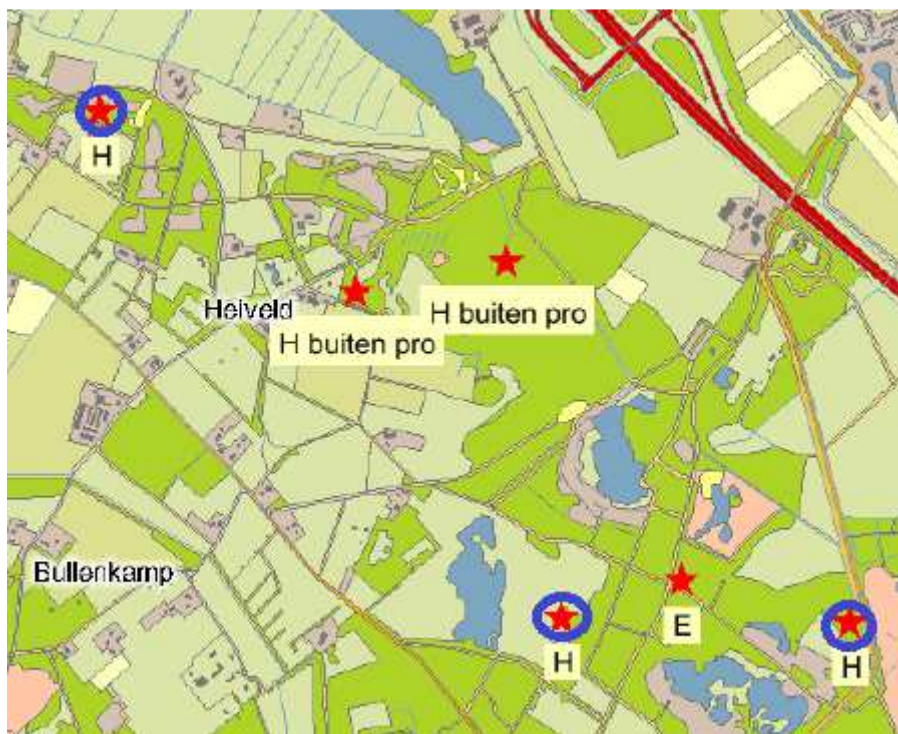 H
Heiveld
H buiten pro
H buiten pro
Bullenkamp
H
E
H